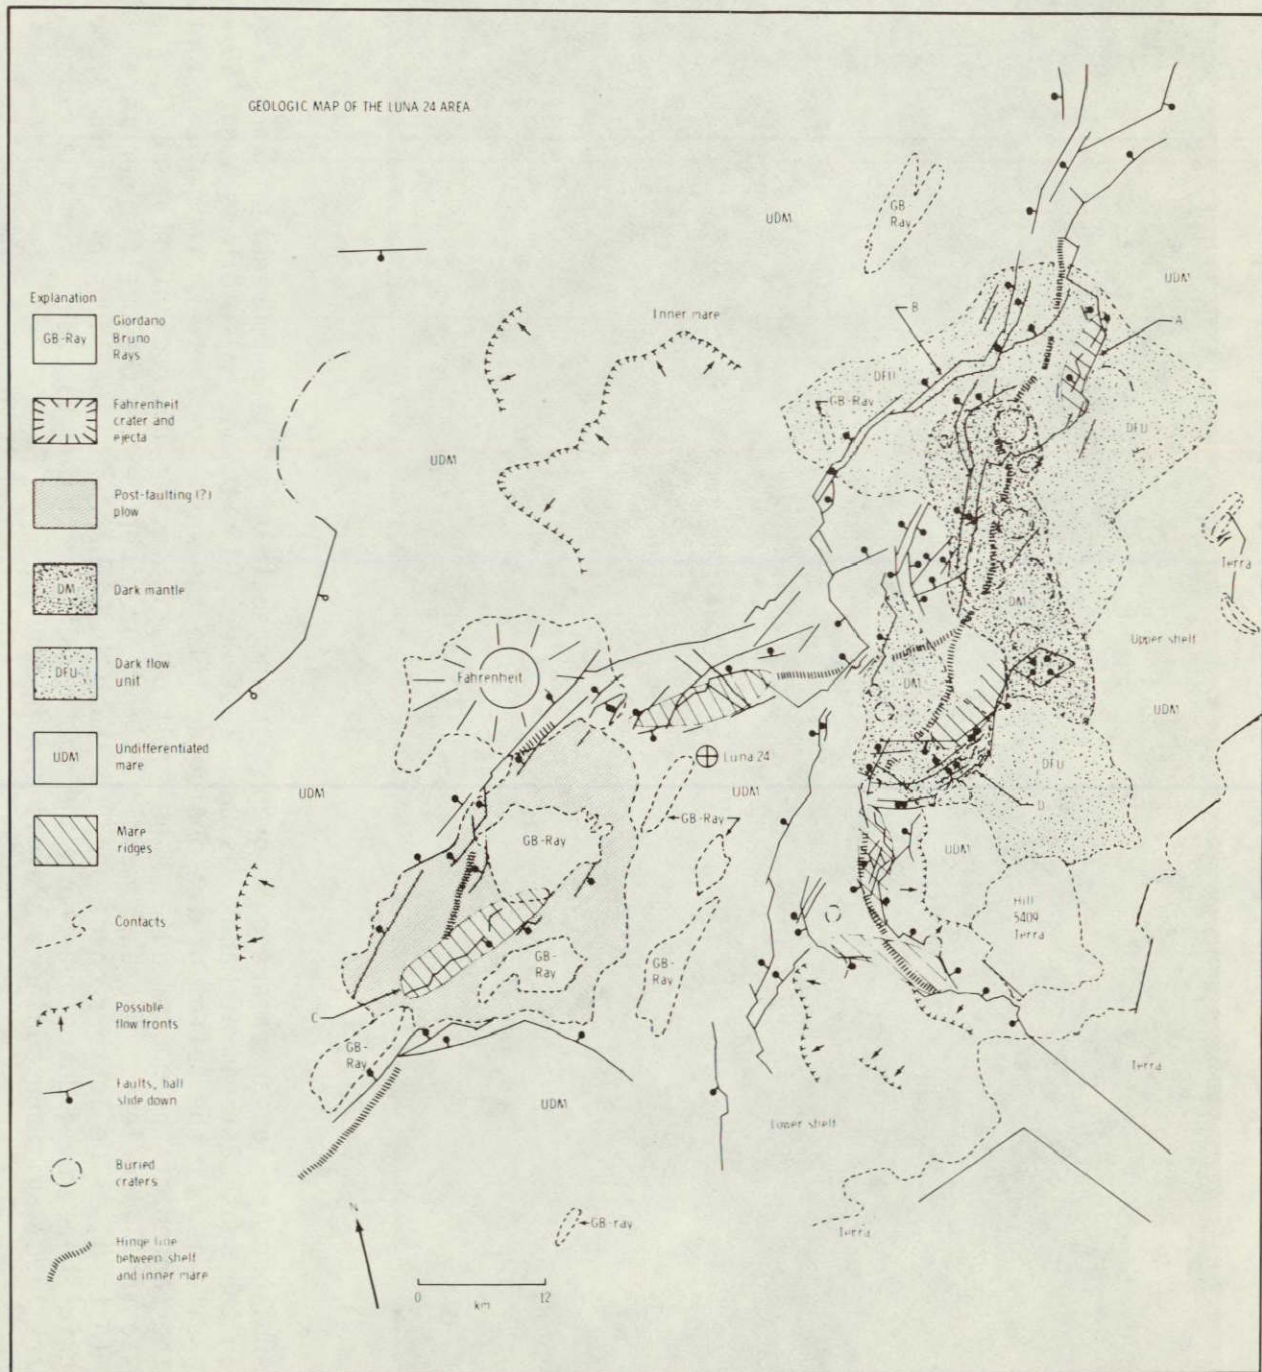 GEOLOGIC MAP OF THE LUNA 24 AREA
Explanation
GB-Ray
Giordano
Bruno
Rays
Fahrenheit
crater and
ejecta
Post-faulting (?)
plow
DM
Dark mantle
DFU
Dark flow
unit
UDM
Undifferentiated
mare
Mare
ridges
Contacts
Possible
flow fronts
Faults, ball
slide down
Buried
craters
Hinge line
between shelf
and inner mare
UDM
GB-
Ray
UDM
B
Inner mare
A
DFU
GB-Ray
DFU
UDM
Terra
DM
Upper shelf
Fahrenheit
DM
UDM
Luna 24
DFU
UDM
UDM
GB-Ray
D
GB-Ray
UDM
Hill
5409
Terra
GB-
Ray
GB-
Ray
C
GB-
Ray
Terra
UDM
Lower shelf
N
GB-ray
Terra
0
12
km